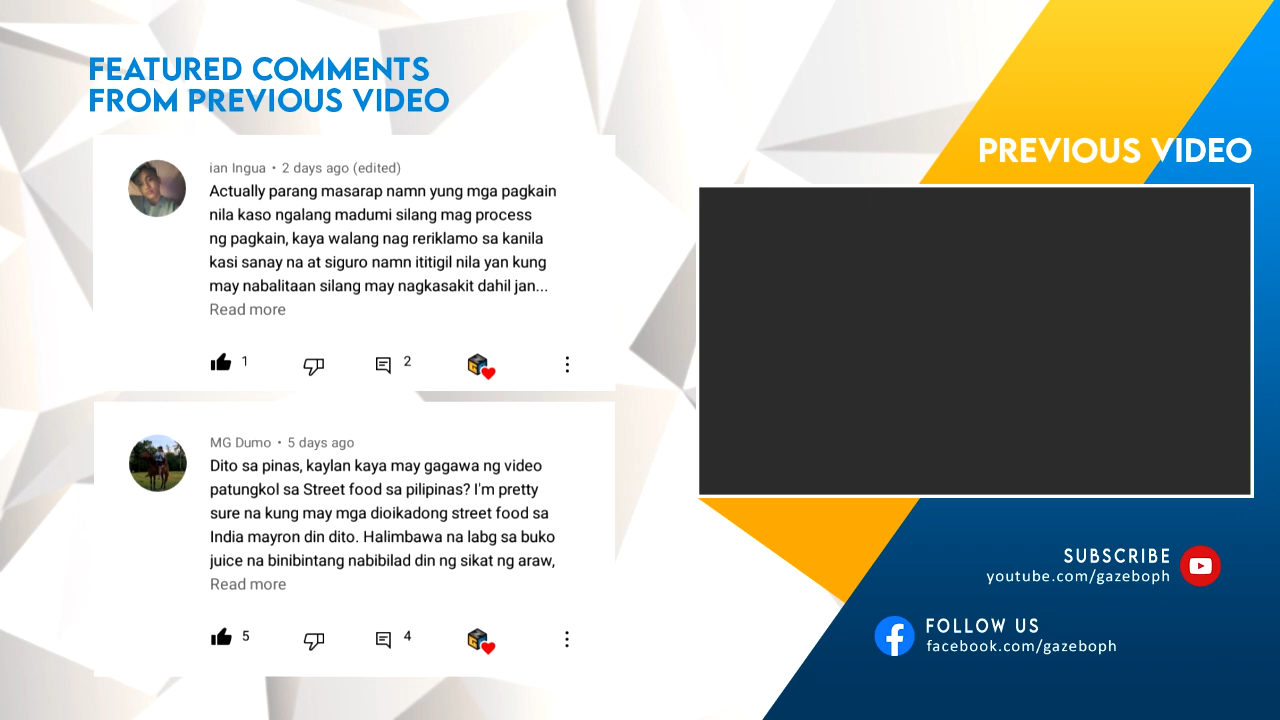 FEATURED COMMENTS
FROM PREVIOUS VIDEO
ian Ingua • 2 days ago (edited)
Actually parang masarap namn yung mga pagkain
nila kaso ngalang madumi silang mag process
ng pagkain, kaya walang nag reriklamo sa kanila
kasi sanay na at siguro namn ititigil nila yan kung
may nabalitaan silang may nagkasakit dahil jan...
Read more
1
2
MG Dumo • 5 days ago
Dito sa pinas, kaylan kaya may gagawa ng video
patungkol sa Street food sa pilipinas? I'm pretty
sure na kung may mga dioikadong street food sa
India mayron din dito. Halimbawa na labg sa buko
juice na binibintang nabibilad din ng sikat ng araw,
Read more
5
4
PREVIOUS VIDEO
SUBSCRIBE
youtube.com/gazeboph
FOLLOW US
facebook.com/gazeboph